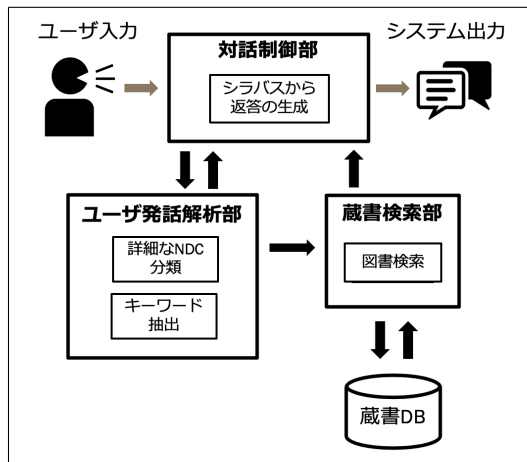 ユーザ入力
システム出力
対話制御部
シラバスから
返答の生成
ユーザ発話解析部
詳細なNDC
分類
キーワード
抽出
蔵書検索部
図書検索
蔵書DB